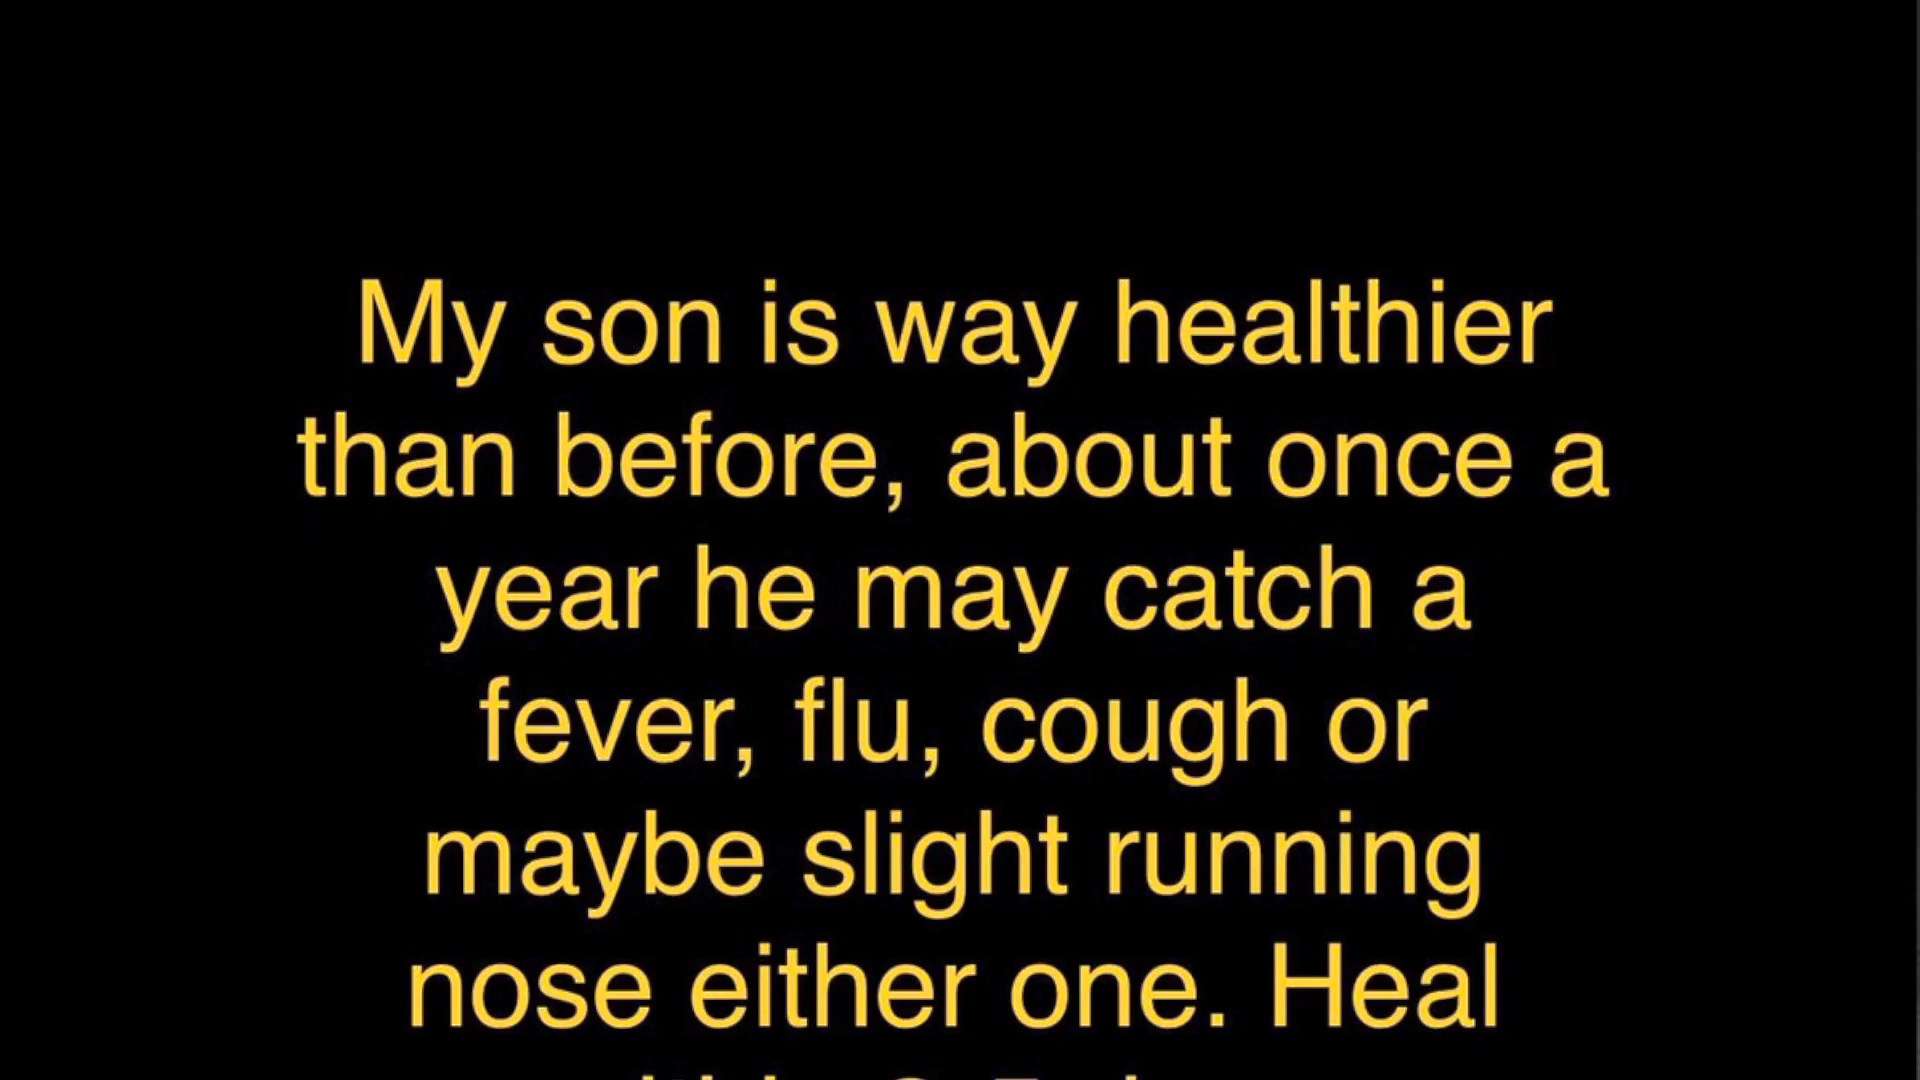 My son is way healthier
than before, about once a
year he may catch a
fever, flu, cough or
maybe slight running
nose either one. Heal